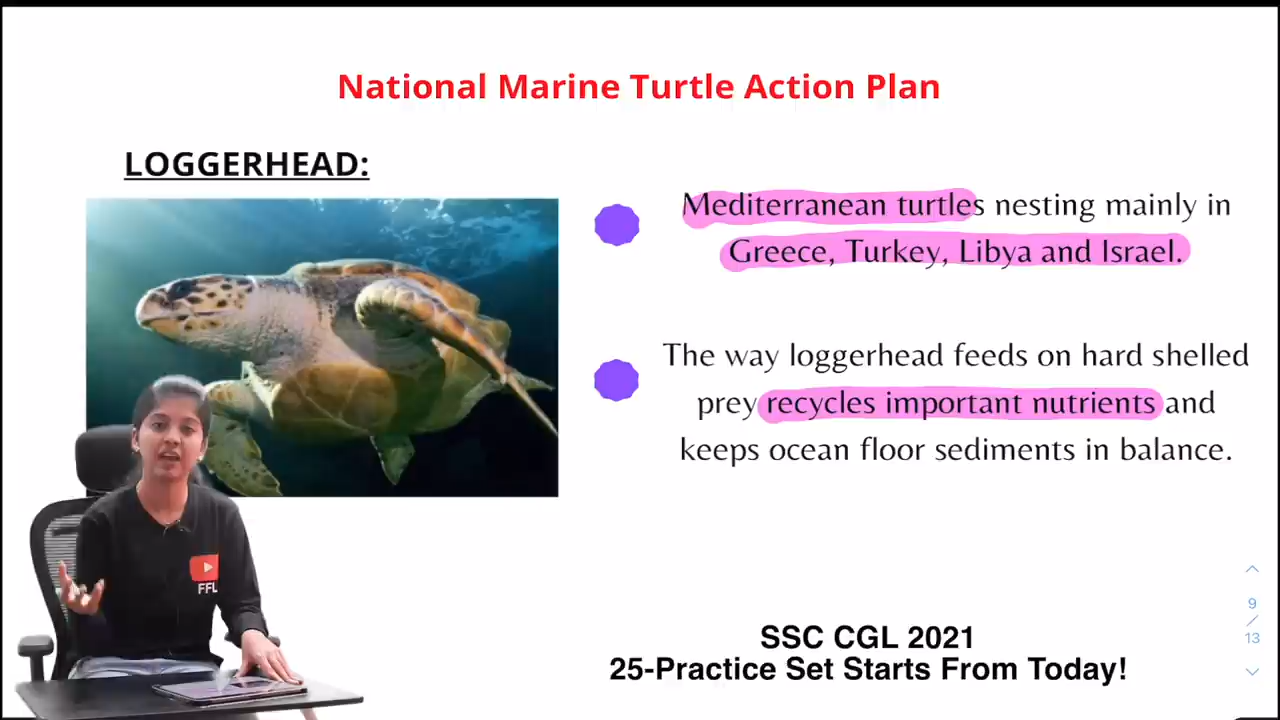 National Marine Turtle Action Plan
LOGGERHEAD:
Mediterranean turtles nesting mainly in
Greece, Turkey, Libya and Israel.
The way loggerhead feeds on hard shelled
prey recycles important nutrients and
keeps ocean floor sediments in balance.
FFL
SSC CGL 2021
25-Practice Set Starts From Today!
9
/
13